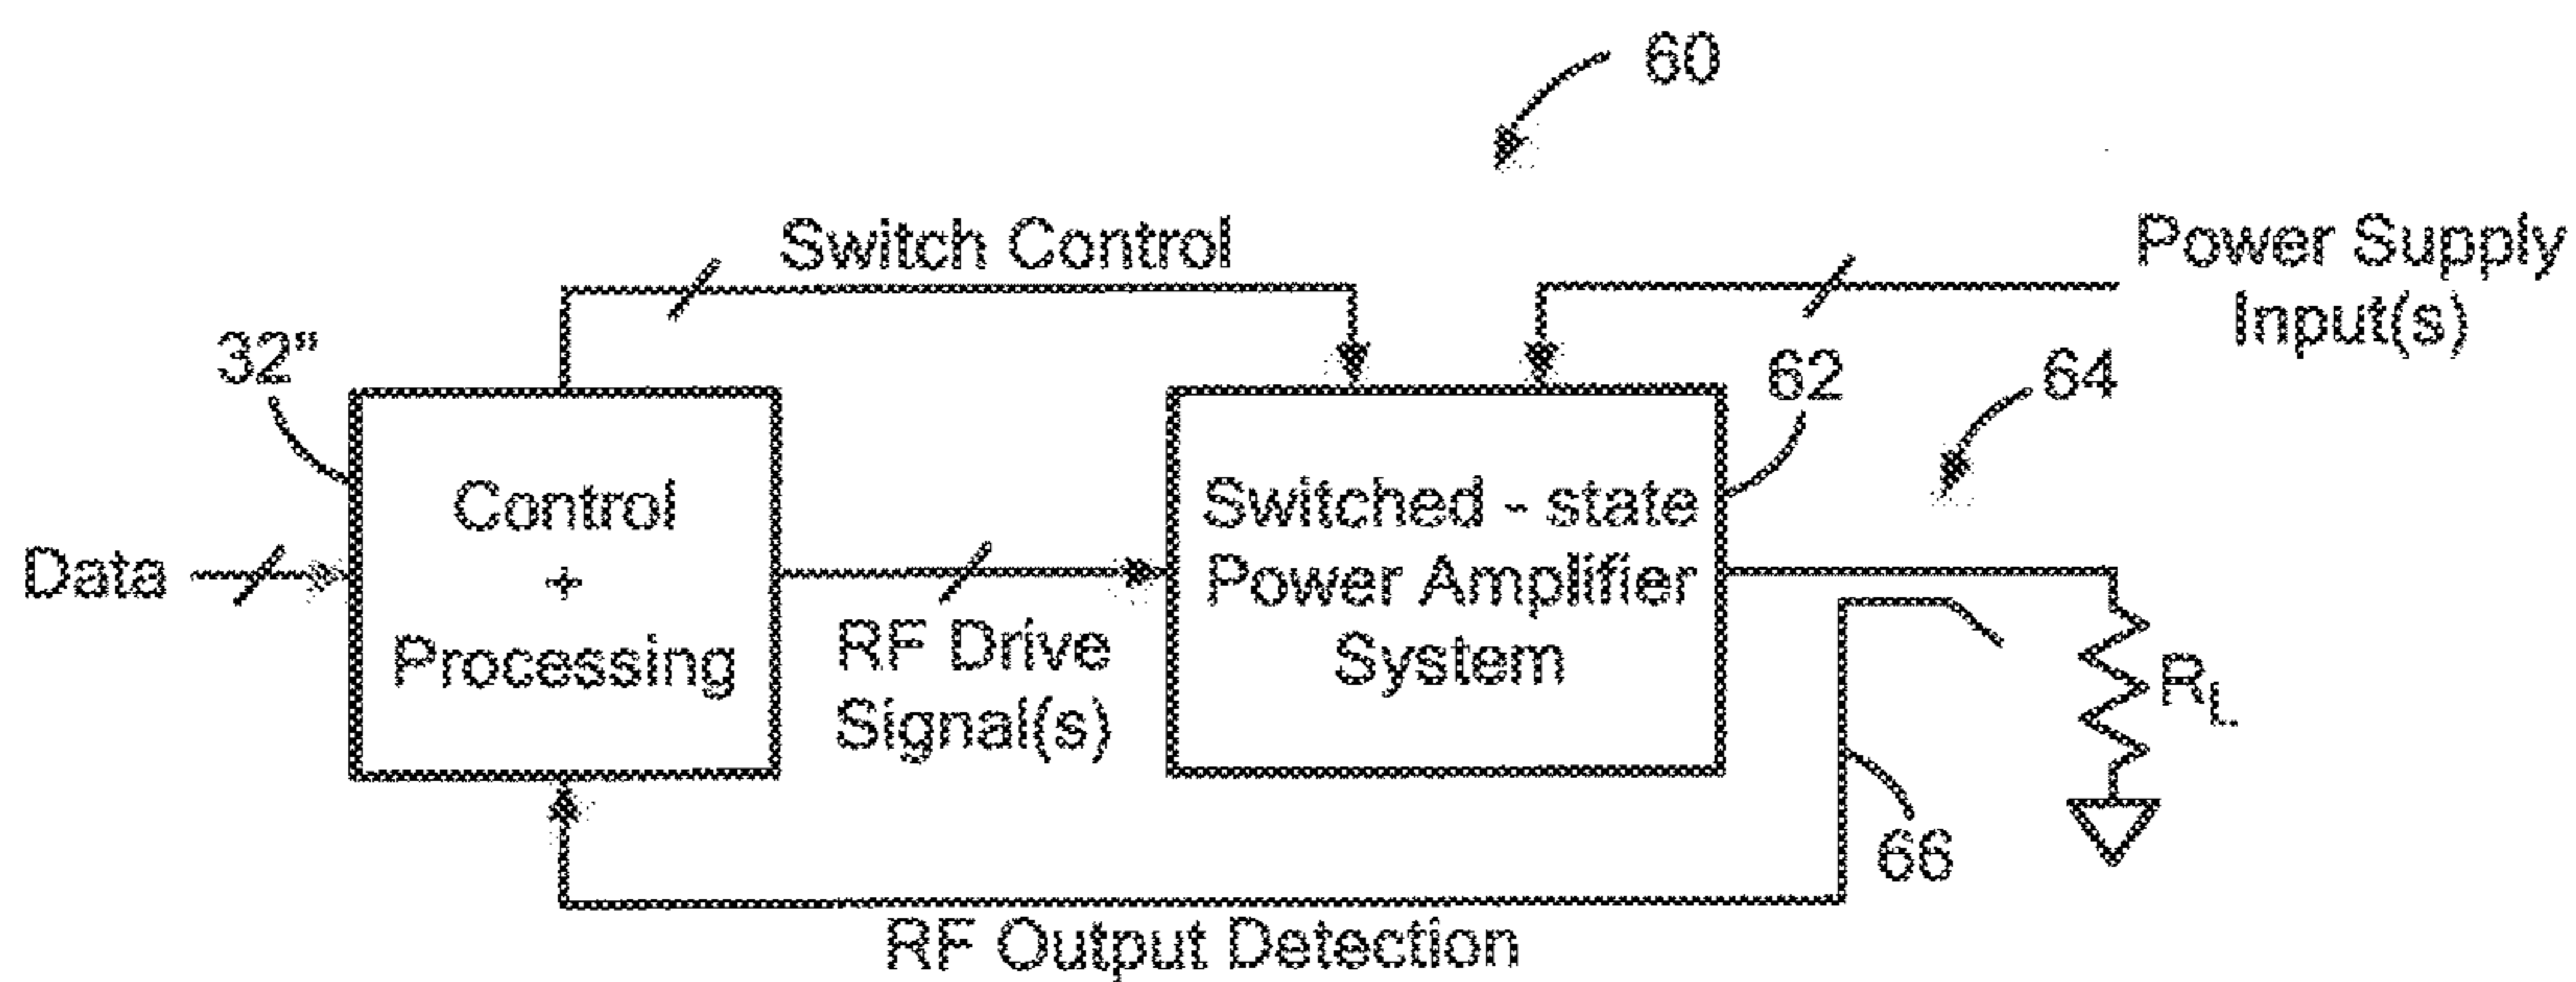 60
Switch Control
Power Supply
Input(s)
32"
62
64
Control
+
Processing
Switched - state
Power Amplifier
System
Data
RF Drive
Signal(s)
RL
66
RF Output Detection